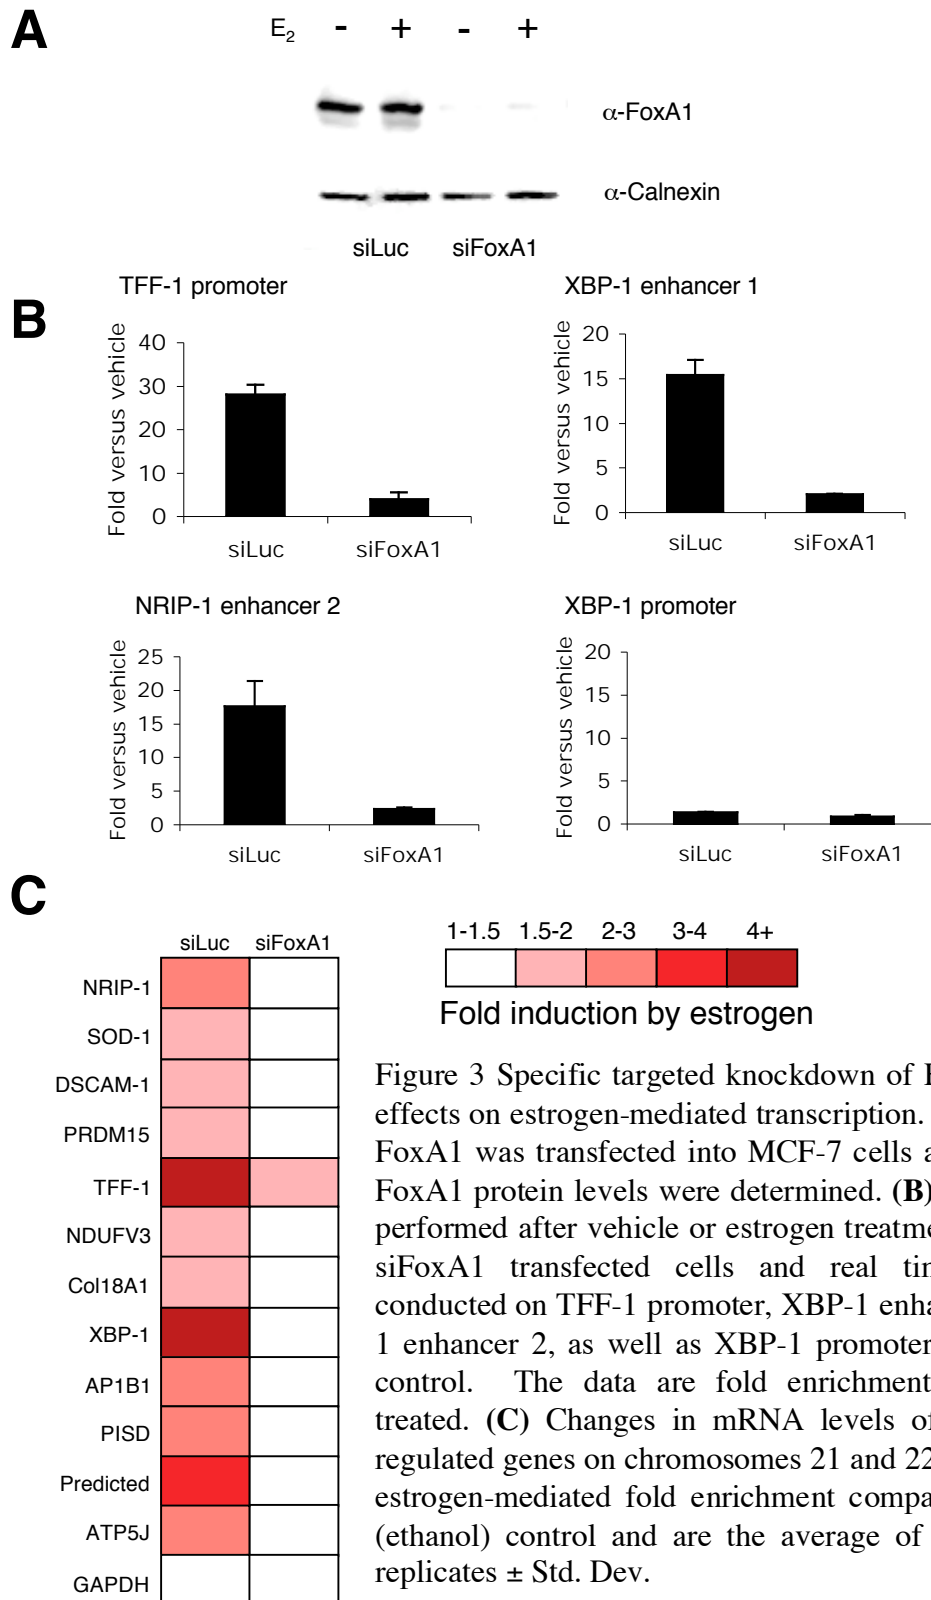 A
E2 - + - +
α-FoxA1
α-Calnexin
siLuc siFoxA1
B
TFF-1 promoter
Fold versus vehicle
40
30
20
10
0
siLuc siFoxA1
XBP-1 enhancer 1
Fold versus vehicle
20
15
10
5
0
siLuc siFoxA1
NRIP-1 enhancer 2
Fold versus vehicle
25
20
15
10
5
0
siLuc siFoxA1
XBP-1 promoter
Fold versus vehicle
20
15
10
5
0
siLuc siFoxA1
C
siLuc siFoxA1
NRIP-1
SOD-1
DSCAM-1
PRDM15
TFF-1
NDUFV3
Col18A1
XBP-1
AP1B1
PISD
Predicted
ATP5J
GAPDH
1-1.5 1.5-2 2-3 3-4 4+
Fold induction by estrogen
Figure 3 Specific targeted knockdown of
effects on estrogen-mediated transcription.
FoxA1 was transfected into MCF-7 cells
FoxA1 protein levels were determined. (B)
performed after vehicle or estrogen
siFoxA1 transfected cells and real
conducted on TFF-1 promoter, XBP-1
1 enhancer 2, as well as XBP-1 promoter
control. The data are fold enrichment
treated. (C) Changes in mRNA levels of
regulated genes on chromosomes 21 and 22
estrogen-mediated fold enrichment
(ethanol) control and are the average of
replicates ± Std. Dev.